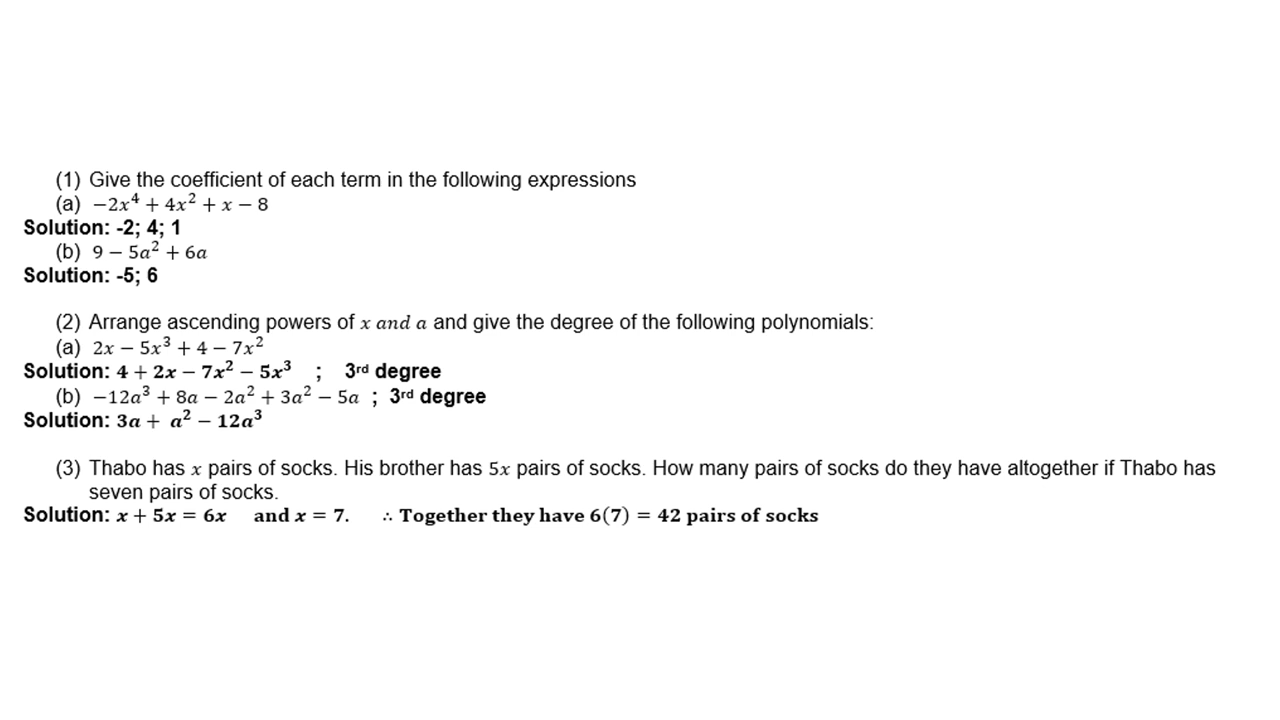 (1) Give the coefficient of each term in the following expressions
(a) −2x⁴ + 4x² + x − 8
Solution: -2; 4; 1
(b) 9 − 5a² + 6a
Solution: -5; 6
(2) Arrange ascending powers of x and a and give the degree of the following polynomials:
(a) 2x − 5x³ + 4 − 7x²
Solution: 4 + 2x − 7x² − 5x³ ; 3rd degree
(b) −12a³ + 8a − 2a² + 3a² − 5a ; 3rd degree
Solution: 3a + a² − 12a³
(3) Thabo has x pairs of socks. His brother has 5x pairs of socks. How many pairs of socks do they have altogether if Thabo has
seven pairs of socks.
Solution: x + 5x = 6x and x = 7. ∴ Together they have 6(7) = 42 pairs of socks